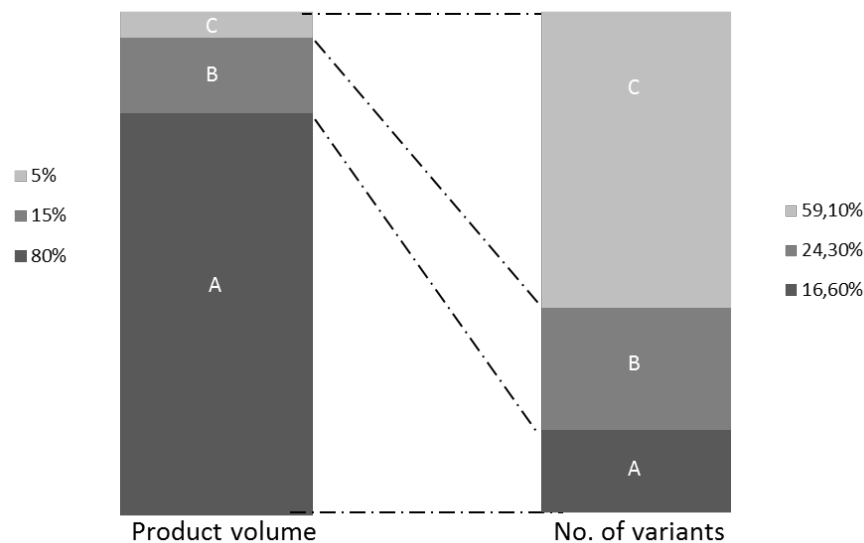 C
B
A
5%
15%
80%
Product volume
C
B
A
59,10%
24,30%
16,60%
No. of variants